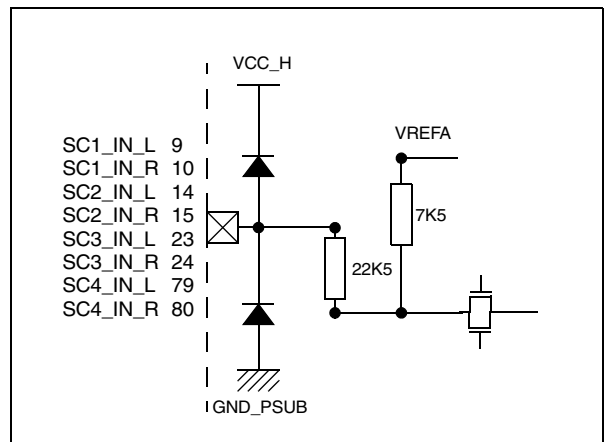 VCC_H
VREFA
SC1_IN_L 9
SC1_IN_R 10
SC2_IN_L 14
SC2_IN_R 15
SC3_IN_L 23
SC3_IN_R 24
SC4_IN_L 79
SC4_IN_R 80
7K5
22K5
GND_PSUB